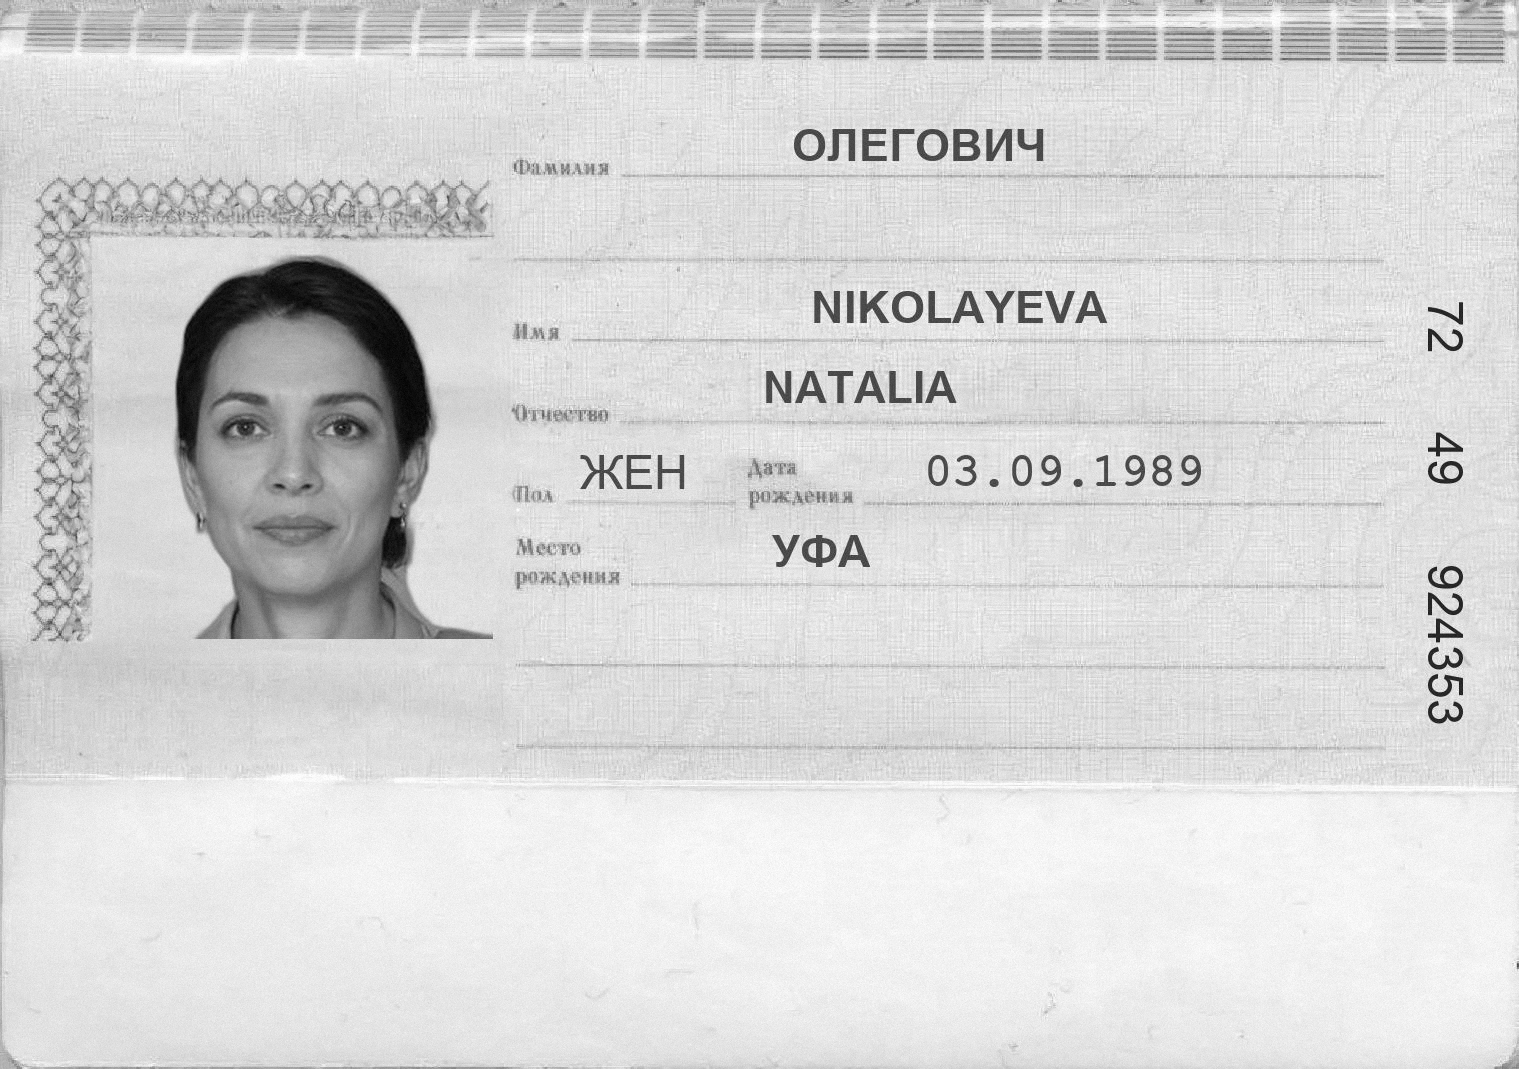 Фамилия ОЛЕГОВИЧ
Имя NIKOLAYEVA
Отчество NATALIA
Пол ЖЕН Дата рождения 03.09.1989
Место рождения УФА
72 49 924353